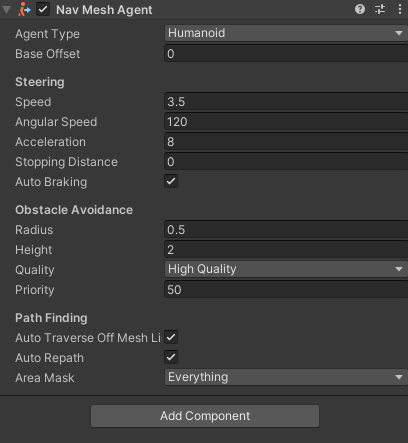 Nav Mesh Agent
Agent Type Humanoid
Base Offset 0
Steering
Speed 3.5
Angular Speed 120
Acceleration 8
Stopping Distance 0
Auto Braking
Obstacle Avoidance
Radius 0.5
Height 2
Quality High Quality
Priority 50
Path Finding
Auto Traverse Off Mesh Li
Auto Repath
Area Mask Everything
Add Component